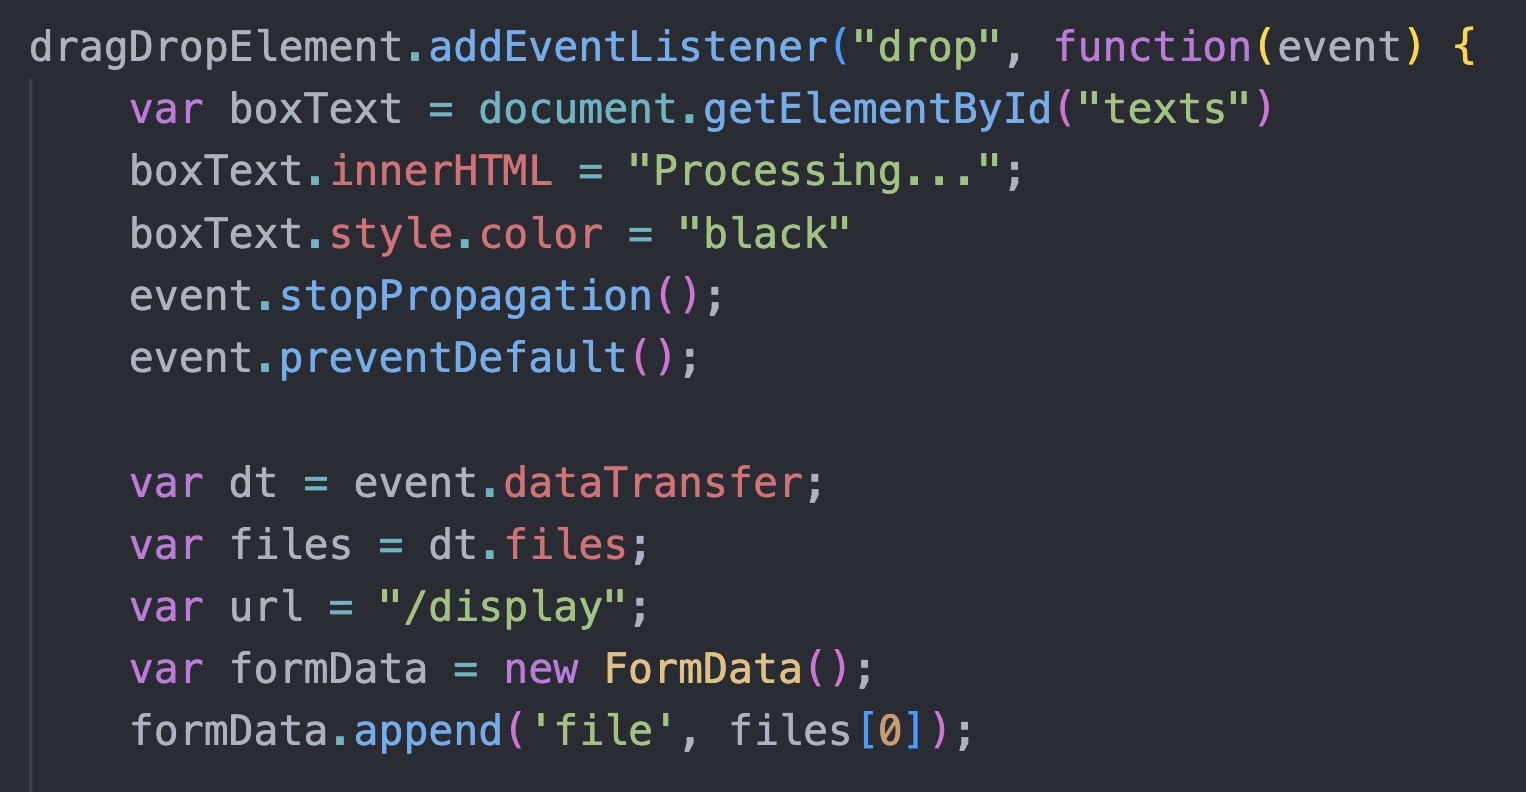 dragDropElement.addEventListener("drop", function(event) {
    var boxText = document.getElementById("texts")
    boxText.innerHTML = "Processing...";
    boxText.style.color = "black"
    event.stopPropagation();
    event.preventDefault();

    var dt = event.dataTransfer;
    var files = dt.files;
    var url = "/display";
    var formData = new FormData();
    formData.append('file', files[0]);